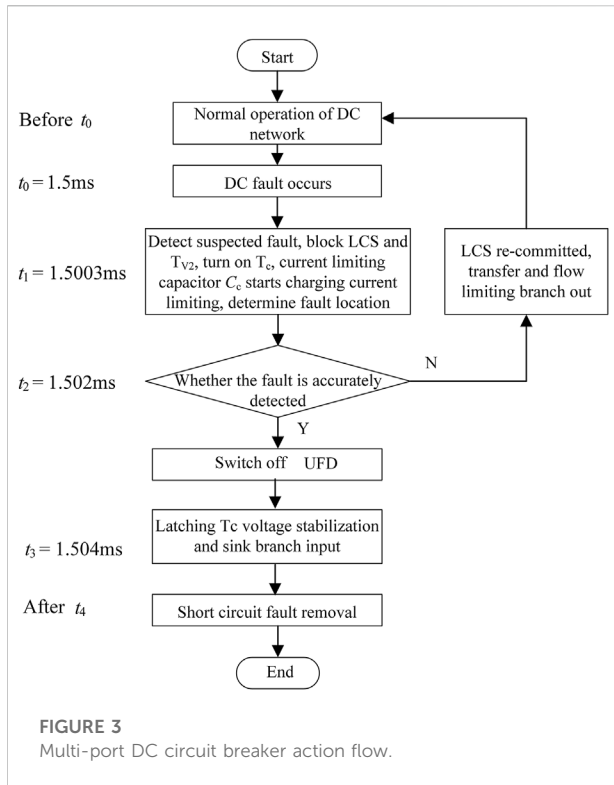 Start
Before t₀
Normal operation of DC
network
t₀ = 1.5ms
DC fault occurs
t₁ = 1.5003ms
Detect suspected fault, block LCS and
T_V2, turn on T_c, current limiting
capacitor C_c starts charging current
limiting, determine fault location
LCS re-committed,
transfer and flow
limiting branch out
t₂ = 1.502ms
Whether the fault is accurately
detected
N
Y
Switch off UFD
t₃ = 1.504ms
Latching Tc voltage stabilization
and sink branch input
After t₄
Short circuit fault removal
End
FIGURE 3
Multi-port DC circuit breaker action flow.